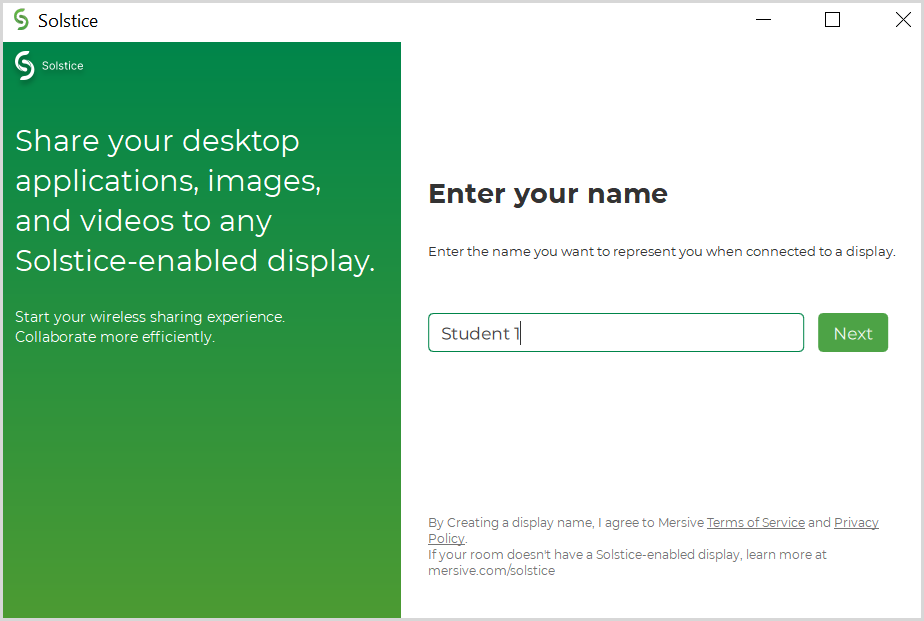 Solstice
Solstice
Share your desktop
applications, images,
and videos to any
Solstice-enabled display.
Start your wireless sharing experience.
Collaborate more efficiently.
Enter your name
Enter the name you want to represent you when connected to a display.
Student 1
Next
By Creating a display name, I agree to Mersive Terms of Service and Privacy
Policy.
If your room doesn't have a Solstice-enabled display, learn more at
mersive.com/solstice